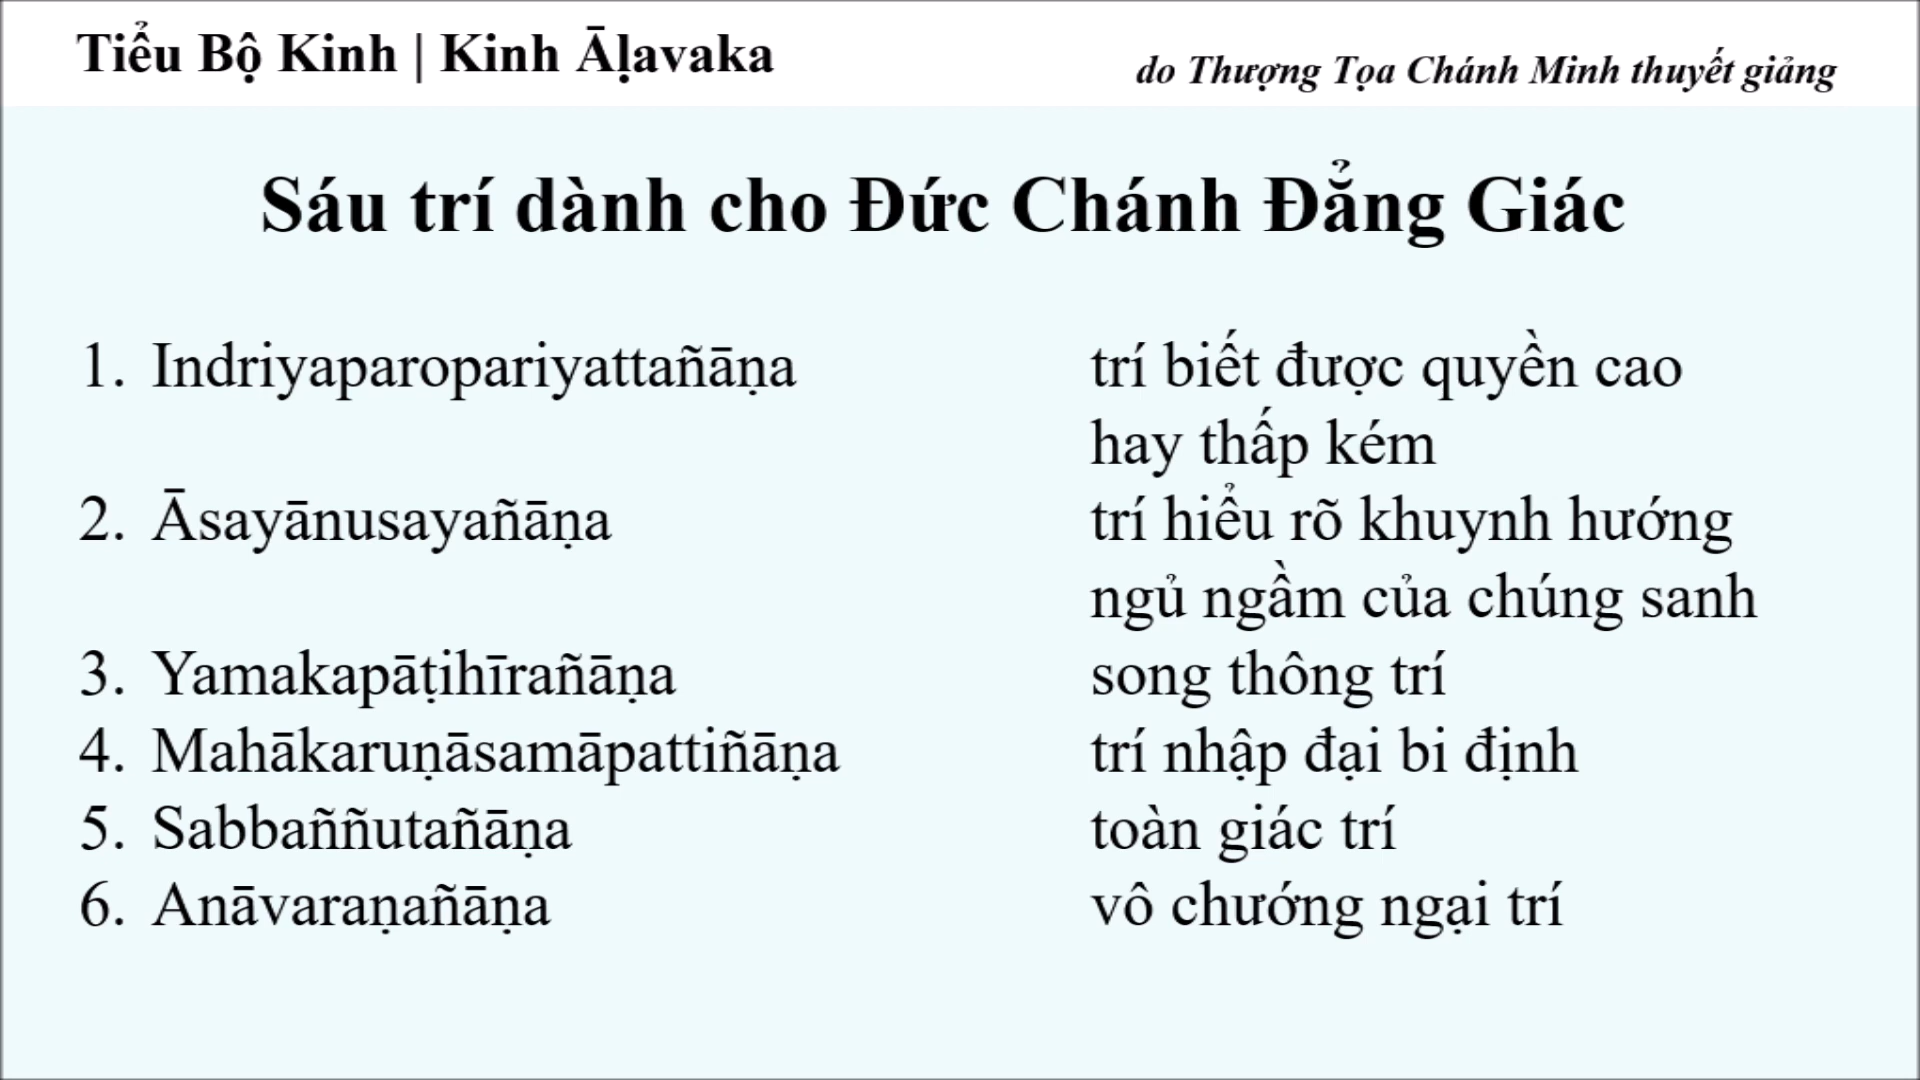 Tiểu Bộ Kinh | Kinh Āḷavaka
do Thượng Tọa Chánh Minh thuyết giảng
Sáu trí dành cho Đức Chánh Đẳng Giác
1. Indriyaparopariyattañāṇa trí biết được quyền cao
hay thấp kém
2. Āsayānusayañāṇa trí hiểu rõ khuynh hướng
ngủ ngầm của chúng sanh
3. Yamakapāṭihīrañāṇa song thông trí
4. Mahākaruṇāsamāpattiñāṇa trí nhập đại bi định
5. Sabbaññutañāṇa toàn giác trí
6. Anāvaraṇañāṇa vô chướng ngại trí